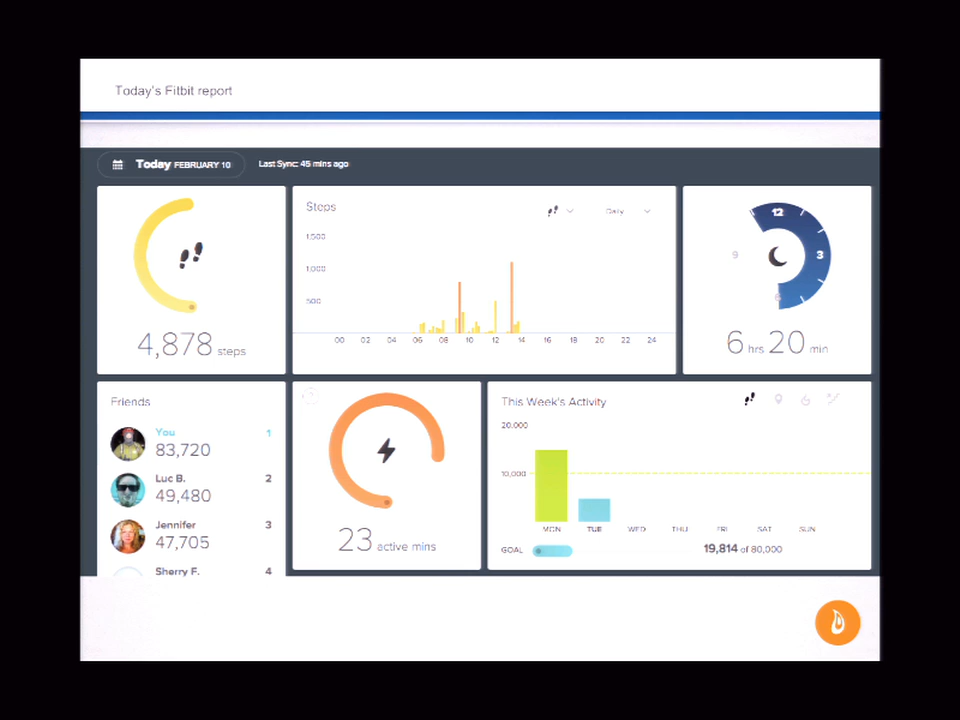 Today's Fitbit report
Today FEBRUARY 10
Last Sync: 45 mins ago
4,878 steps
Steps
Daily
1,500
1,000
500
00 02 04 06 08 10 12 14 16 18 20 22 24
12
9
3
6
6 hrs 20 min
Friends
You 1
83,720
Luc B. 2
49,480
Jennifer 3
47,705
Sherry F. 4
23 active mins
This Week's Activity
20,000
10,000
MON TUE WED THU FRI SAT SUN
GOAL
19,814 of 80,000